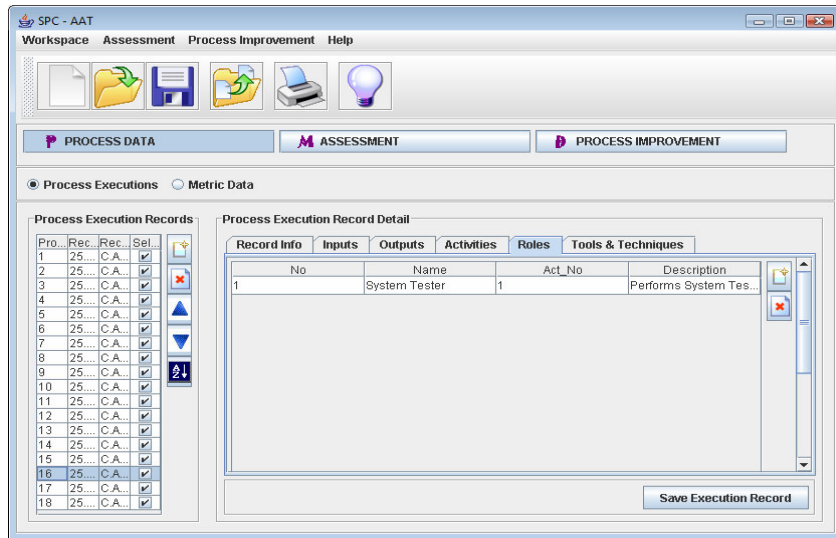 SPC - AAT
Workspace Assessment Process Improvement Help
P PROCESS DATA M ASSESSMENT PROCESS IMPROVEMENT
Process Executions Metric Data
Process Execution Records
Pro... Rec... Rec... Sel...
1 25.... C.A...
2 25.... C.A...
3 25.... C.A...
4 25.... C.A...
5 25.... C.A...
6 25.... C.A...
7 25.... C.A...
8 25.... C.A...
9 25.... C.A...
10 25.... C.A...
11 25.... C.A...
12 25.... C.A...
13 25.... C.A...
14 25.... C.A...
15 25.... C.A...
16 25.... C.A...
17 25.... C.A...
18 25.... C.A...
A Z
Process Execution Record Detail
Record Info Inputs Outputs Activities Roles Tools & Techniques
No Name Act_No Description
1 System Tester 1 Performs System Tes...
Save Execution Record